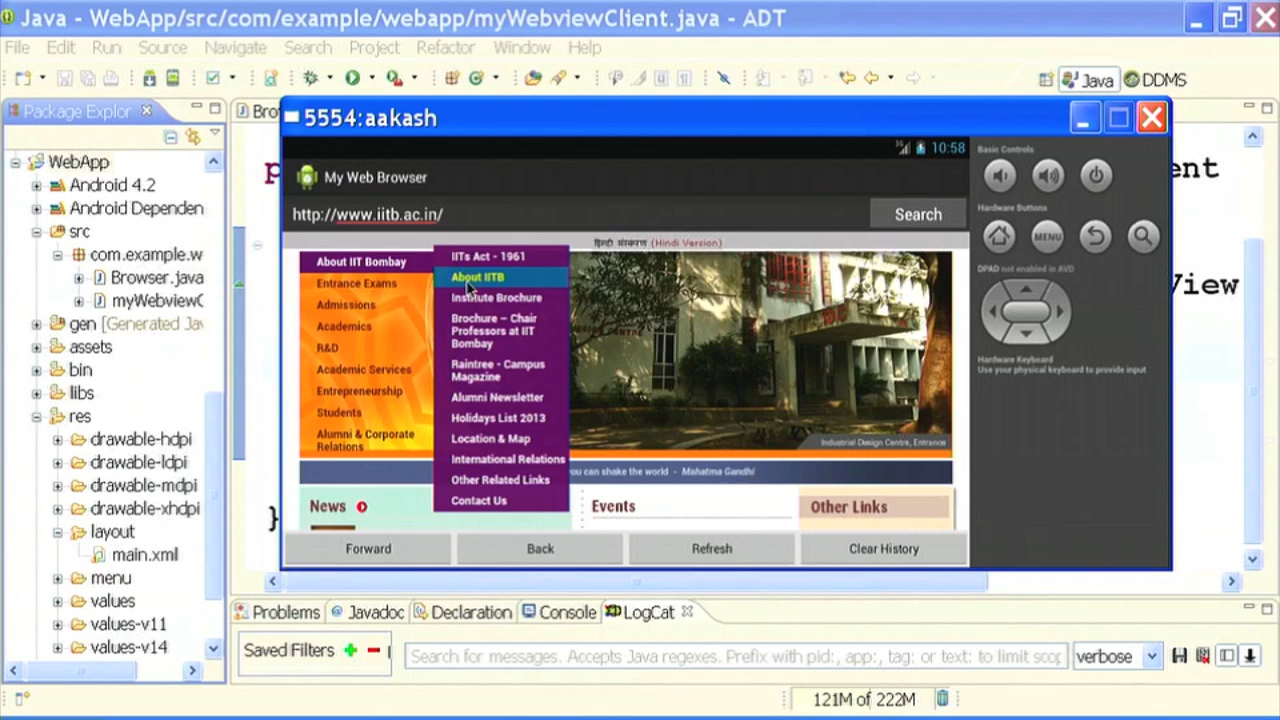 Java - WebApp/src/com/example/webapp/myWebviewClient.java - ADT
File Edit Run Source Navigate Search Project Refactor Window Help
Java DDMS
Package Explor
Bro
WebApp
Android 4.2
Android Dependen
src
com.example.w
Browser.java
myWebviewC
gen [Generated Jav
assets
bin
libs
res
drawable-hdpi
drawable-ldpi
drawable-mdpi
drawable-xhdpi
layout
main.xml
menu
values
values-v11
values-v14
p
ent
View
}
5554:aakash
10:58
My Web Browser
http://www.iitb.ac.in/
Search
हिन्दी संस्करण (Hindi Version)
About IIT Bombay
Entrance Exams
Admissions
Academics
R&D
Academic Services
Entrepreneurship
Students
Alumni & Corporate
Relations
IITs Act - 1961
About IITB
Institute Brochure
Brochure – Chair
Professors at IIT
Bombay
Raintree - Campus
Magazine
Alumni Newsletter
Holidays List 2013
Location & Map
International Relations
Other Related Links
Contact Us
Industrial Design Centre, Entrance
you can shake the world - Mahatma Gandhi
News
Events
Other Links
Forward Back Refresh Clear History
Basic Controls
Hardware Buttons
MENU
DPAD not enabled in AVD
Hardware Keyboard
Use your physical keyboard to provide input
Problems Javadoc Declaration Console LogCat
Saved Filters
Search for messages. Accepts Java regexes. Prefix with pid:, app:, tag: or text: to limit scop
verbose
121M of 222M